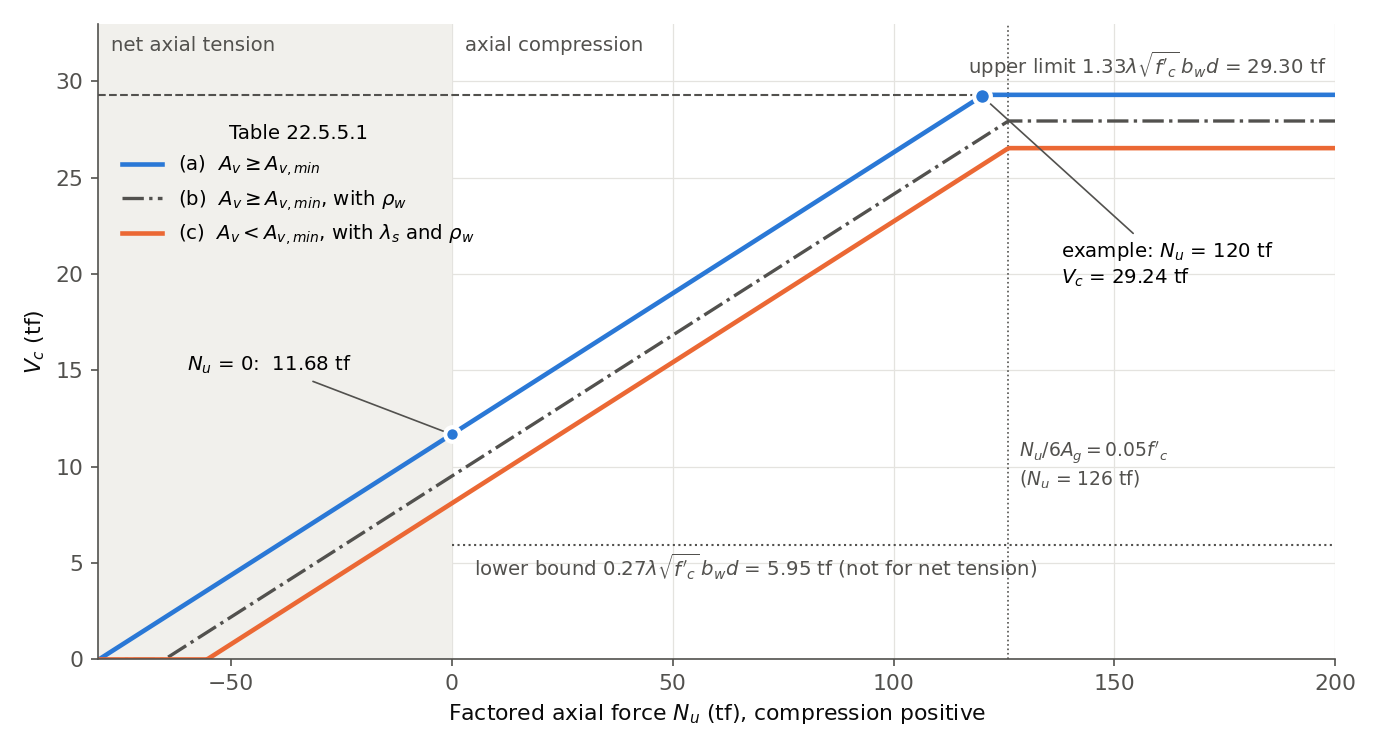 net axial tension
axial compression
upper limit 1.33λ√f′c bwd = 29.30 tf
Table 22.5.5.1
(a) Av ≥ Av,min
(b) Av ≥ Av,min, with ρw
(c) Av < Av,min, with λs and ρw
example: Nu = 120 tf
Vc = 29.24 tf
Nu = 0: 11.68 tf
Nu/6Ag = 0.05f′c
(Nu = 126 tf)
lower bound 0.27λ√f′c bwd = 5.95 tf (not for net tension)
30
25
20
15
10
5
0
Vc (tf)
−50
0
50
100
150
200
Factored axial force Nu (tf), compression positive